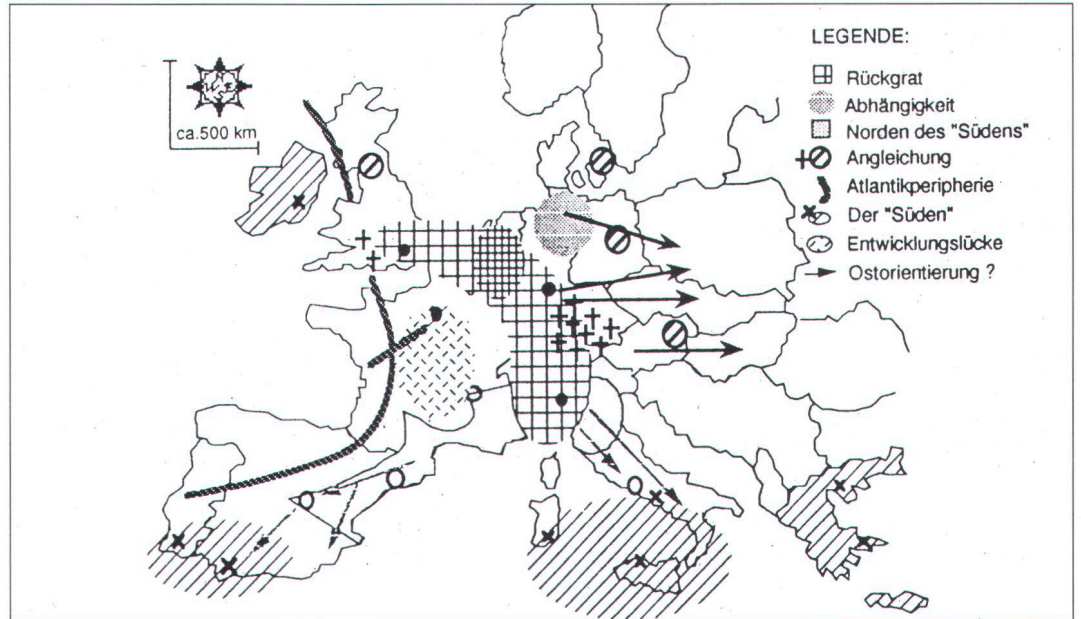 LEGENDE:
Rückgrat
Abhängigkeit
Norden des "Südens"
Angleichung
Atlantikperipherie
Der "Süden"
Entwicklungslücke
Ostorientierung ?
ca.500 km